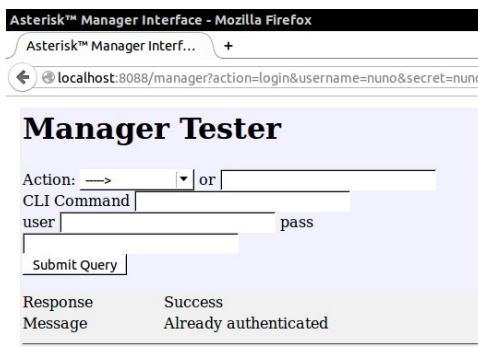 Asterisk™ Manager Interface - Mozilla Firefox
Asterisk™ Manager Interf... +
localhost:8088/manager?action=login&username=nuno&secret=nuno
Manager Tester
Action: ----> or
CLI Command
user pass
Submit Query
Response Success
Message Already authenticated